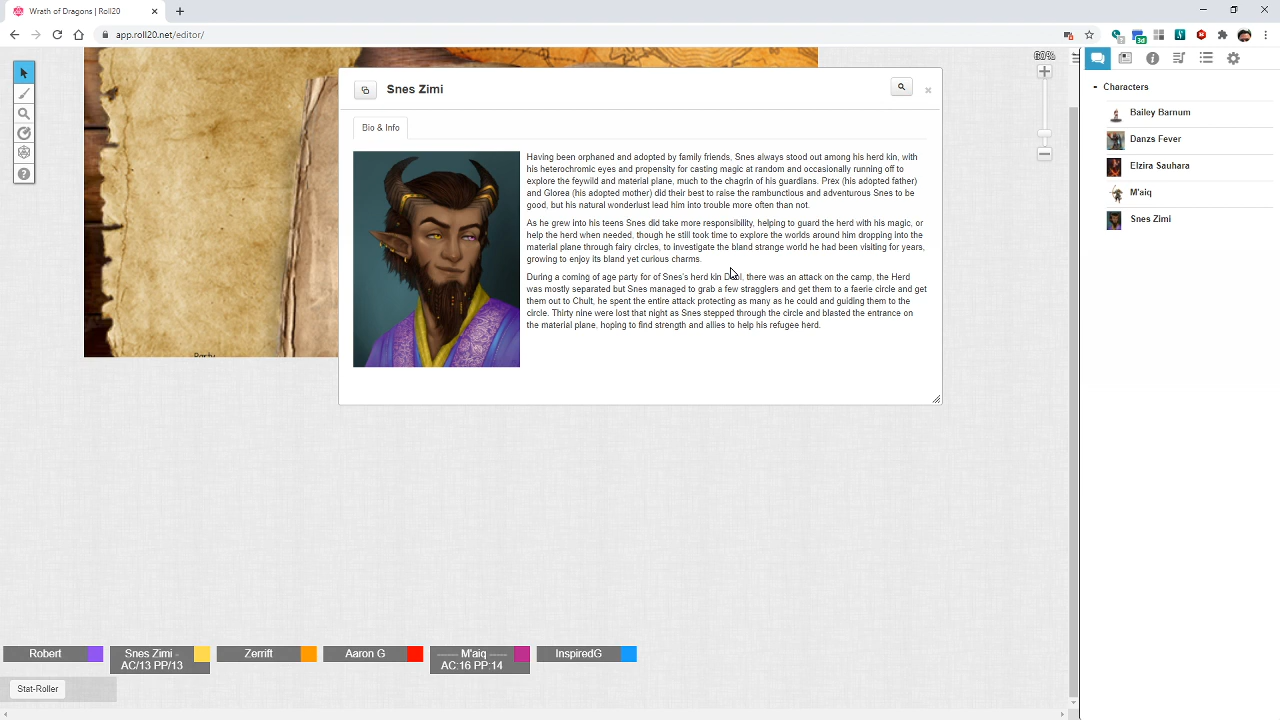 Wrath of Dragons | Roll20
app.roll20.net/editor/
60%
Snes Zimi
Characters
Bio & Info
Bailey Barnum
Danzs Fever
Elzira Sauhara
M'aiq
Snes Zimi
Having been orphaned and adopted by family friends, Snes always stood out among his herd kin, with
his heterochromic eyes and propensity for casting magic at random and occasionally running off to
explore the feywild and material plane, much to the chagrin of his guardians. Prex (his adopted father)
and Glorea (his adopted mother) did their best to raise the rambunctious and adventurous Snes to be
good, but his natural wonderlust lead him into trouble more often than not.
As he grew into his teens Snes did take more responsibility, helping to guard the herd with his magic, or
help the herd when needed, though he still took time to explore the worlds around him dropping into the
material plane through fairy circles, to investigate the bland strange world he had been visiting for years,
growing to enjoy its bland yet curious charms.
During a coming of age party for of Snes's herd kin there was an attack on the camp, the Herd
was mostly separated but Snes managed to grab a few stragglers and get them to a faerie circle and get
them out to Chult, he spent the entire attack protecting as many as he could and guiding them to the
circle. Thirty nine were lost that night as Snes stepped through the circle and blasted the entrance on
the material plane, hoping to find strength and allies to help his refugee herd.
Party
Robert
Snes Zimi -
AC/13 PP/13
Zerrift
Aaron G
------ M'aiq ------
AC:16 PP:14
InspiredG
Stat-Roller